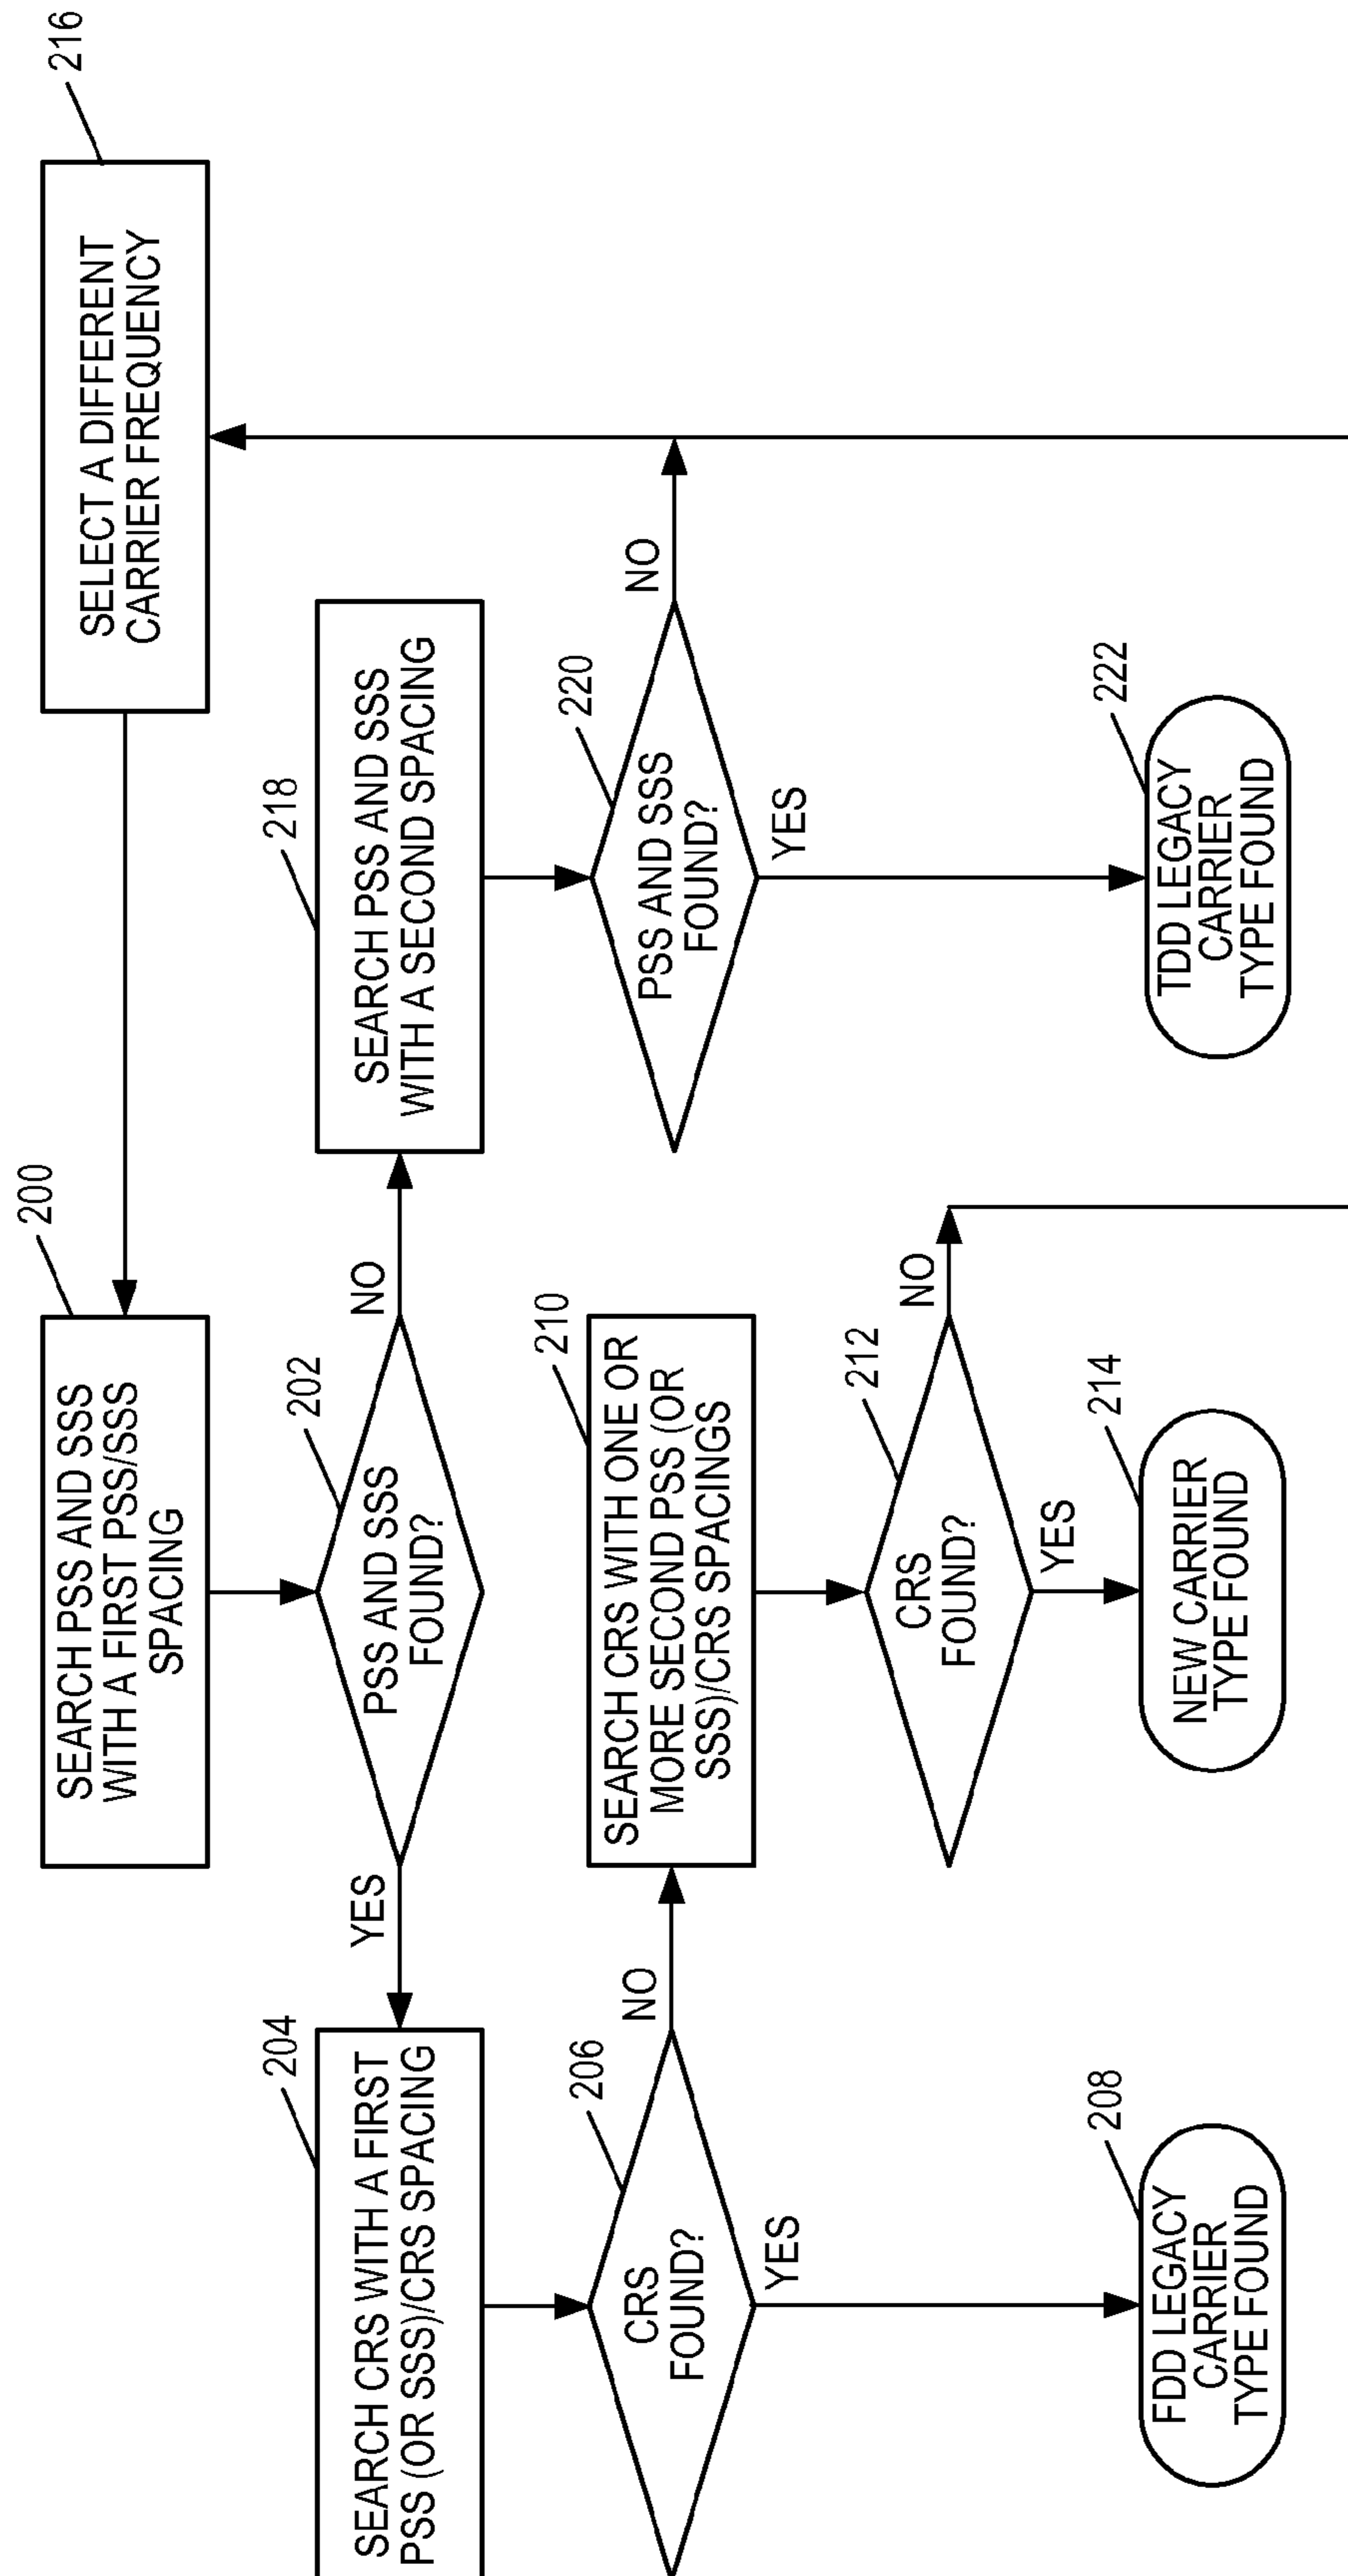 200
SEARCH PSS AND SSS
WITH A FIRST PSS/SSS
SPACING
216
SELECT A DIFFERENT
CARRIER FREQUENCY
202
PSS AND SSS
FOUND?
YES
NO
204
SEARCH CRS WITH A FIRST
PSS (OR SSS)/CRS SPACING
218
SEARCH PSS AND SSS
WITH A SECOND SPACING
206
CRS
FOUND?
NO
YES
210
SEARCH CRS WITH ONE OR
MORE SECOND PSS (OR
SSS)/CRS SPACINGS
220
PSS AND SSS
FOUND?
NO
YES
212
CRS
FOUND?
NO
YES
208
FDD LEGACY
CARRIER
TYPE FOUND
214
NEW CARRIER
TYPE FOUND
222
TDD LEGACY
CARRIER
TYPE FOUND